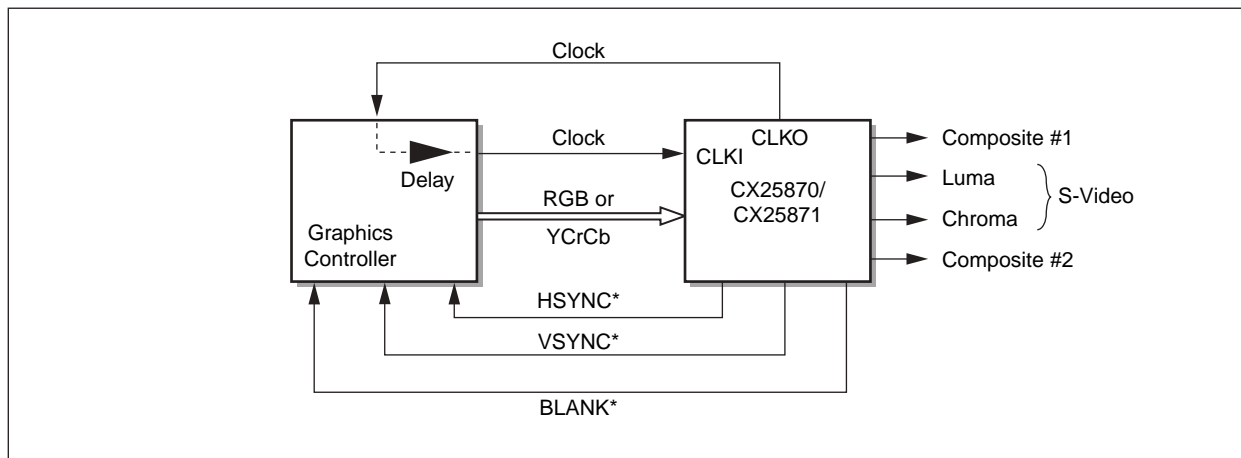 Clock
Clock
CLKO
CLKI
Delay
CX25870/
CX25871
RGB or
YCrCb
Graphics
Controller
Composite #1
Luma
Chroma
S-Video
Composite #2
HSYNC*
VSYNC*
BLANK*